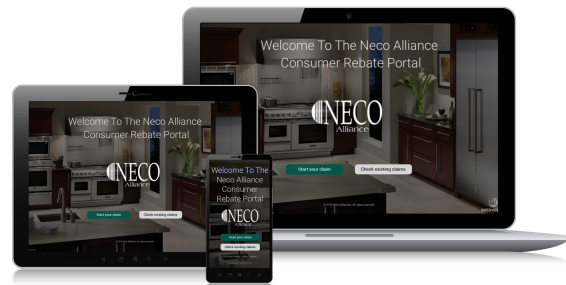 Welcome To The Neco Alliance
Consumer Rebate Portal
NECO
Alliance
Start your claim
Check existing claims
Welcome To The Neco Alliance
Consumer Rebate Portal
NECO
Alliance
Start your claim
Check existing claims
Welcome To The
Neco Alliance
Consumer
Rebate Portal
NECO
Alliance
Start your claim
Check existing claims